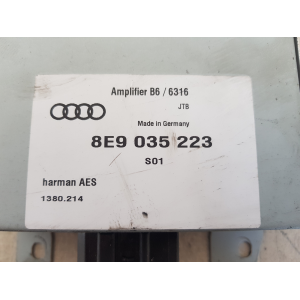 Amplifier B6 / 6316
JTB
Made in Germany
8E9 035 223
S01
harman AES
1380.214